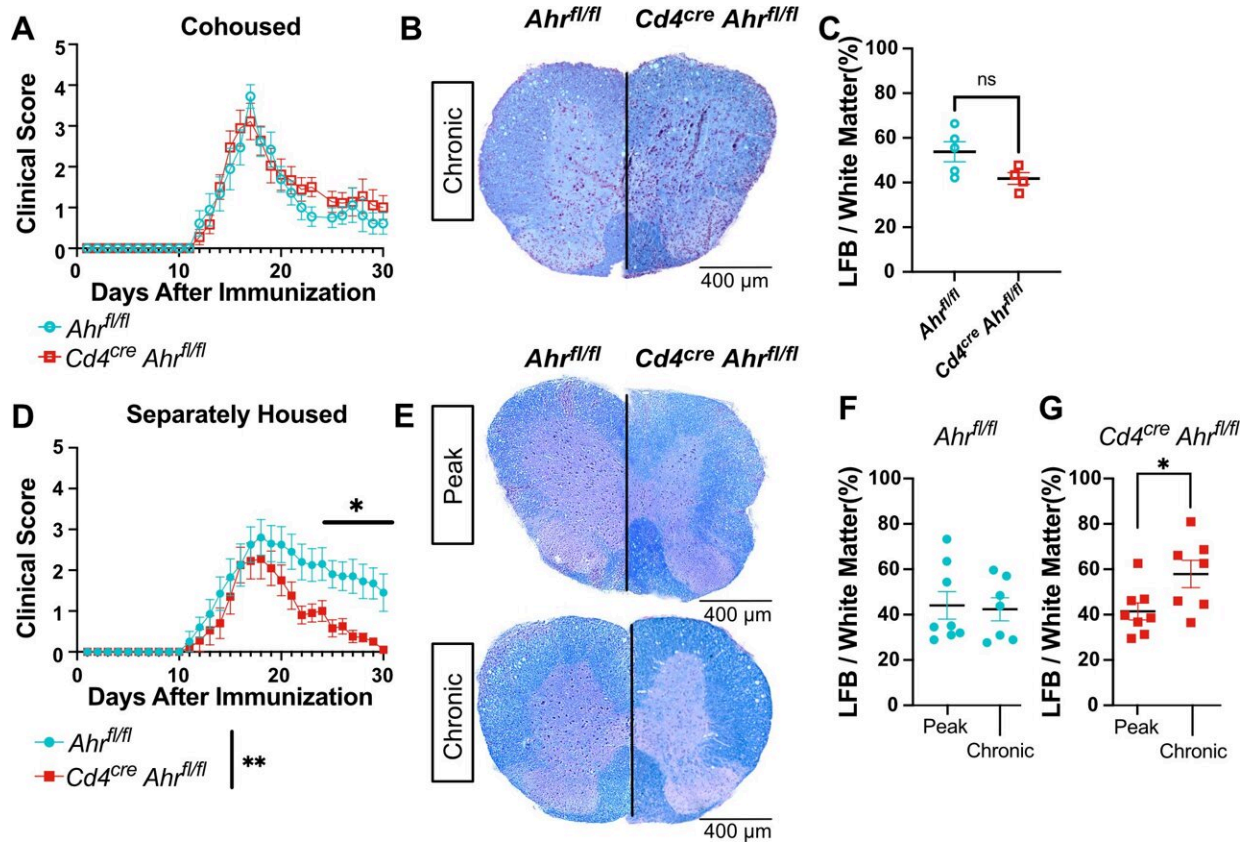 A
Cohoused
Clinical Score
5
4
3
2
1
0
0 10 20 30
Days After Immunization
Ahrfl/fl
Cd4cre Ahrfl/fl
B
Ahrfl/fl Cd4cre Ahrfl/fl
Chronic
400 µm
C
LFB / White Matter(%)
100
80
60
40
20
0
ns
Ahrfl/fl
Cd4cre Ahrfl/fl
D
Separately Housed
Clinical Score
5
4
3
2
1
0
*
0 10 20 30
Days After Immunization
Ahrfl/fl
Cd4cre Ahrfl/fl
**
E
Ahrfl/fl Cd4cre Ahrfl/fl
Peak
400 µm
Chronic
400 µm
F
Ahrfl/fl
LFB / White Matter(%)
100
80
60
40
20
0
Peak
Chronic
G
Cd4cre Ahrfl/fl
LFB / White Matter(%)
100
80
60
40
20
0
*
Peak
Chronic